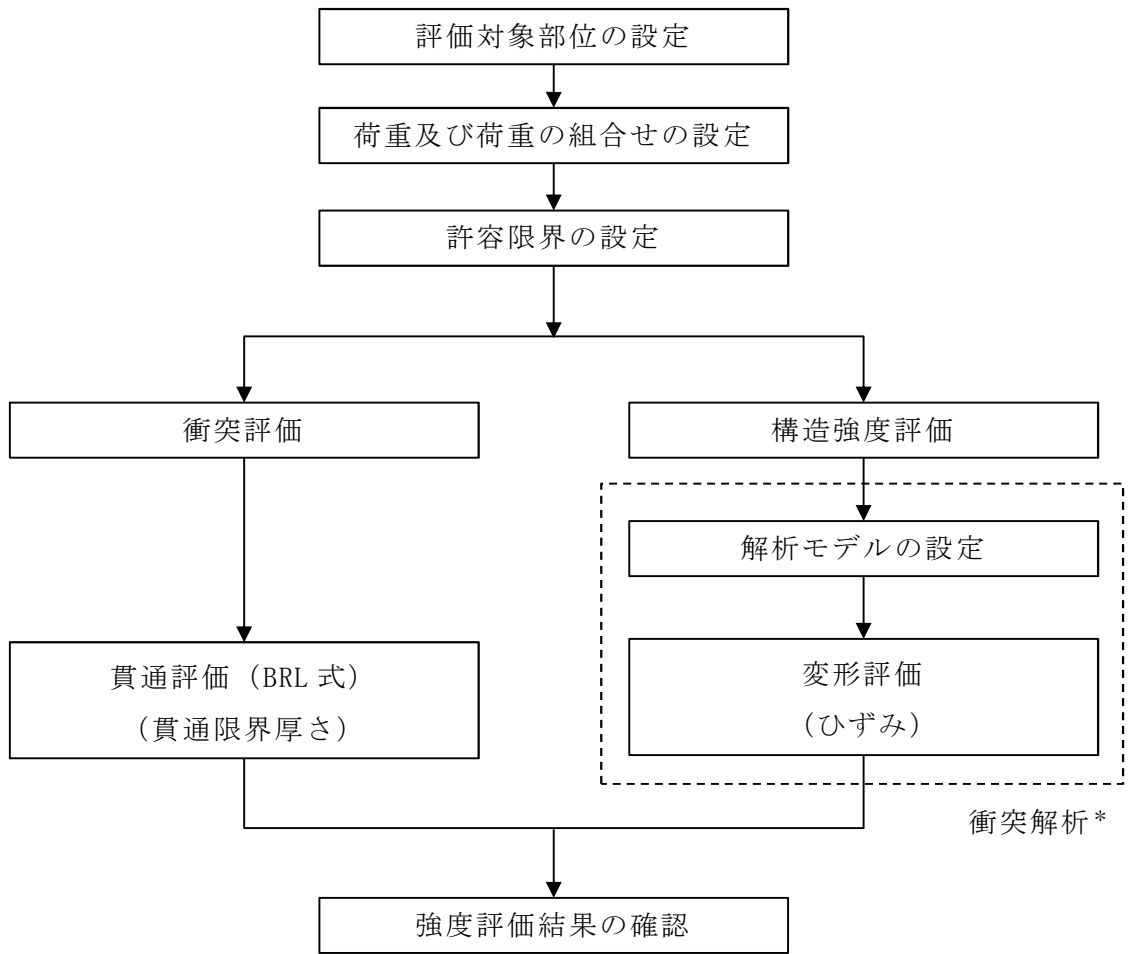 評価対象部位の設定
荷重及び荷重の組合せの設定
許容限界の設定
衝突評価
構造強度評価
解析モデルの設定
貫通評価（BRL 式）
（貫通限界厚さ）
変形評価
（ひずみ）
衝突解析*
強度評価結果の確認